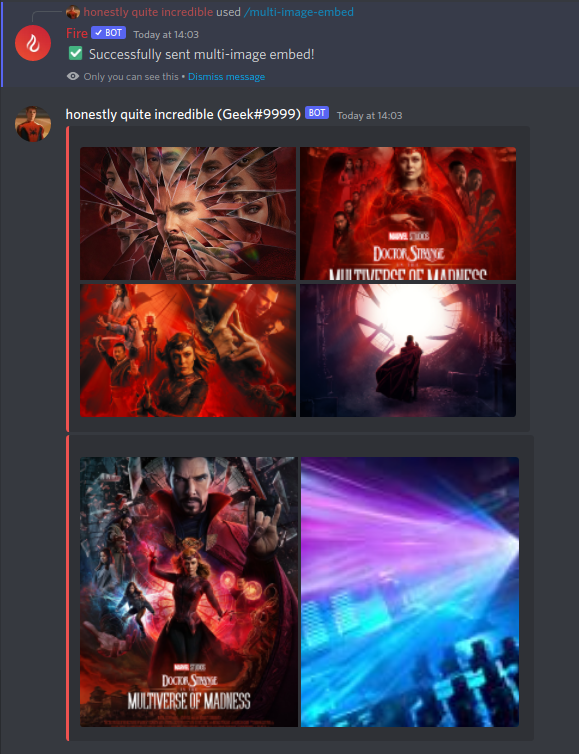 honestly quite incredible used /multi-image-embed
Fire ✓ BOT Today at 14:03
✅ Successfully sent multi-image embed!
Only you can see this • Dismiss message
honestly quite incredible (Geek#9999) BOT Today at 14:03
MARVEL STUDIOS
DOCTOR STRANGE
IN THE
MULTIVERSE OF MADNESS
MARVEL STUDIOS
DOCTOR STRANGE
IN THE
MULTIVERSE OF MADNESS